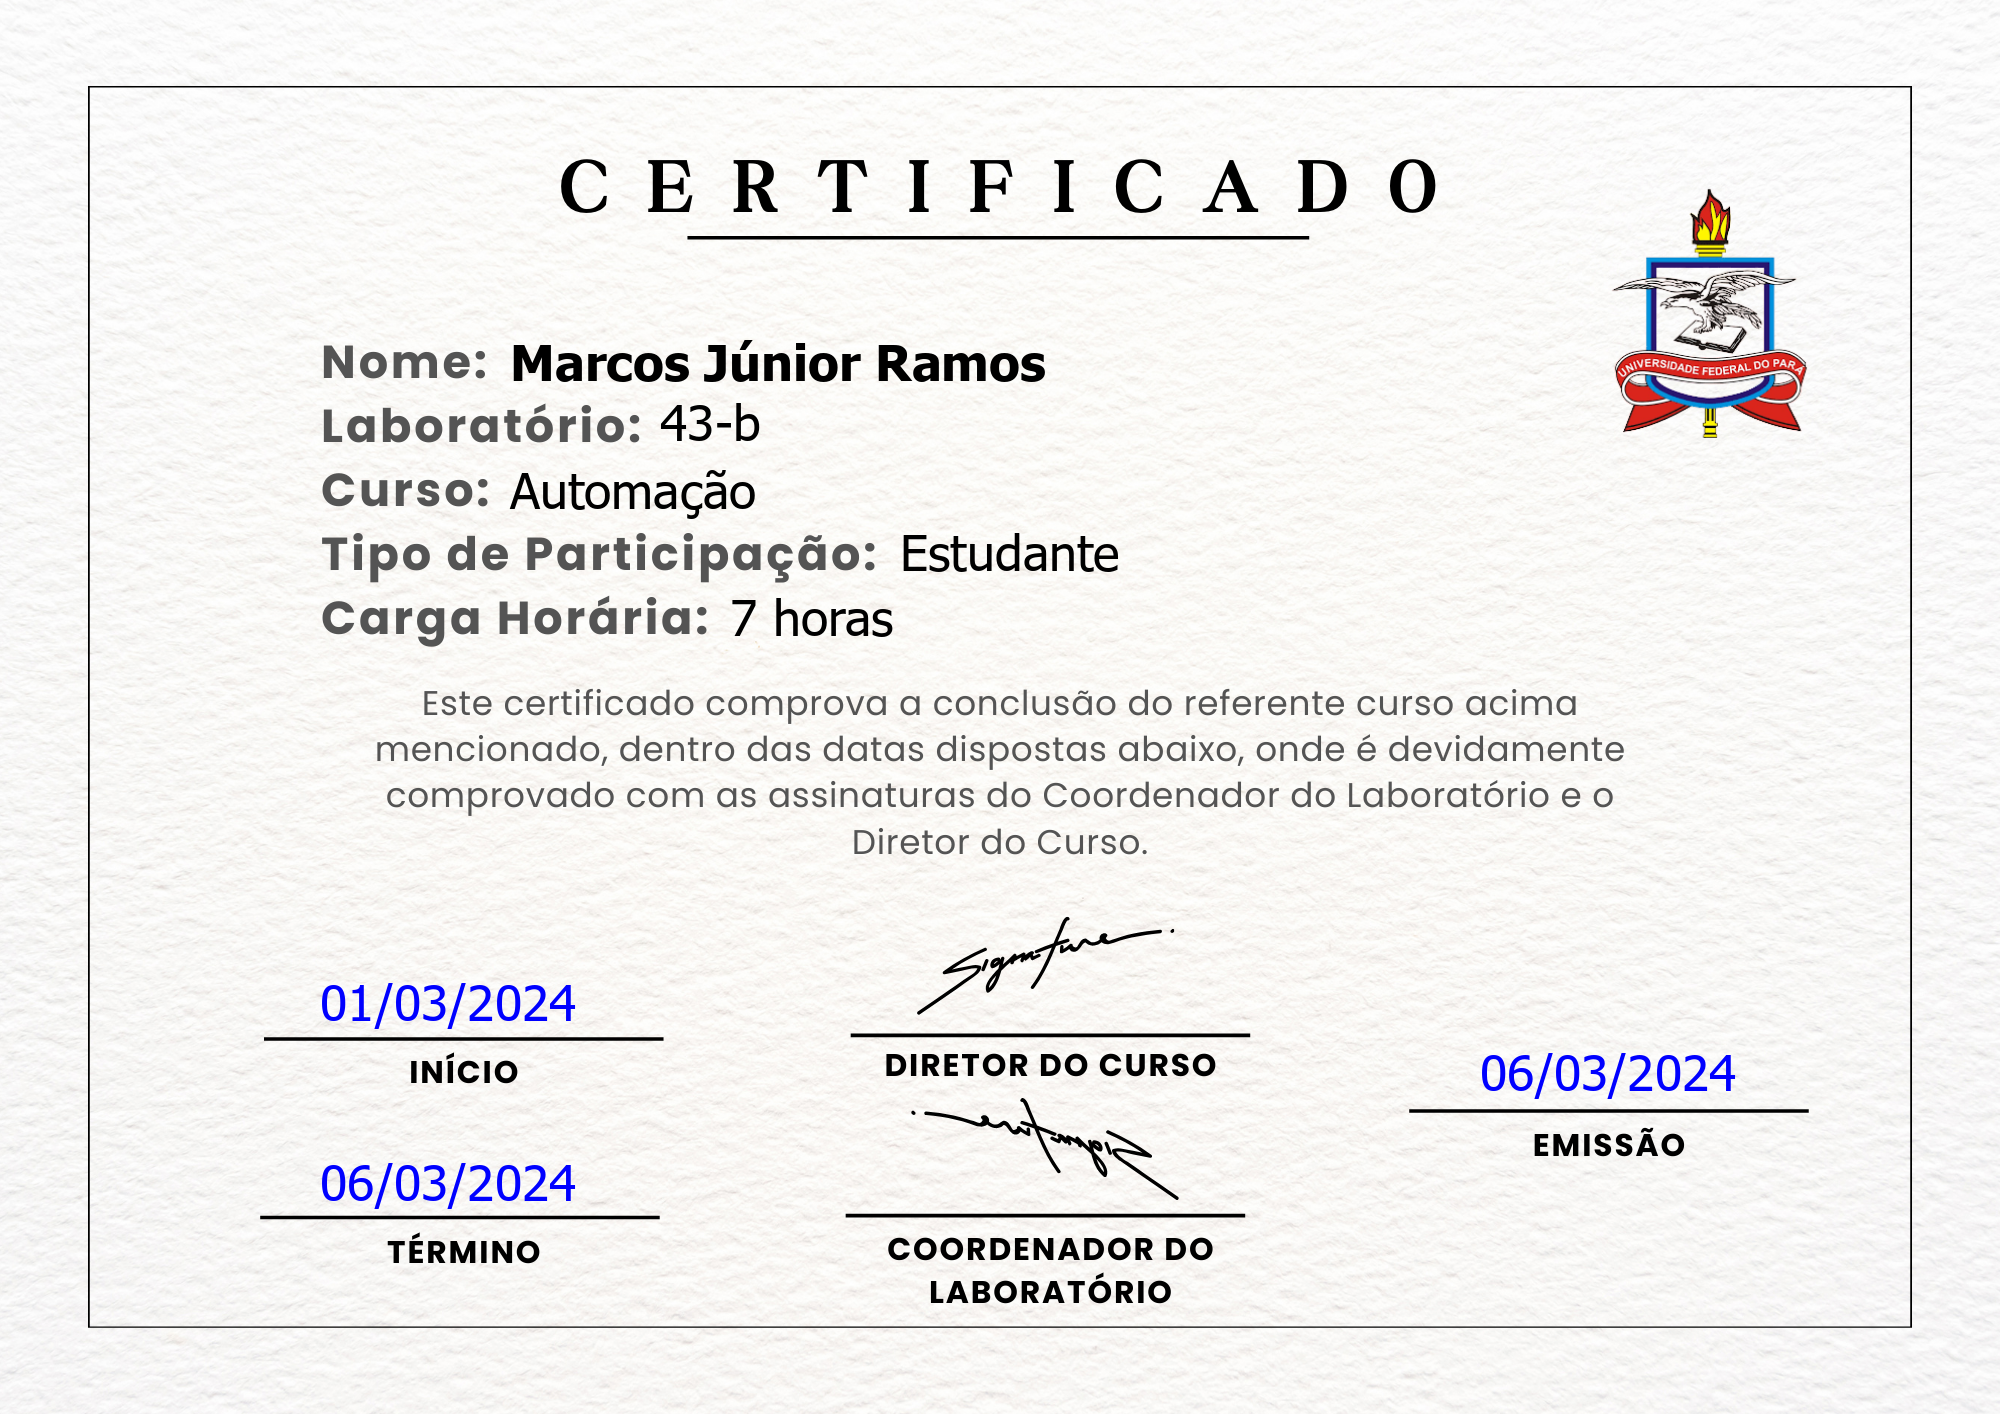 CERTIFICADO
UNIVERSIDADE FEDERAL DO PARÁ
Nome: Marcos Júnior Ramos
Laboratório: 43-b
Curso: Automação
Tipo de Participação: Estudante
Carga Horária: 7 horas
Este certificado comprova a conclusão do referente curso acima
mencionado, dentro das datas dispostas abaixo, onde é devidamente
comprovado com as assinaturas do Coordenador do Laboratório e o
Diretor do Curso.
Signature
01/03/2024
INÍCIO
DIRETOR DO CURSO
06/03/2024
EMISSÃO
Signature
06/03/2024
TÉRMINO
COORDENADOR DO
LABORATÓRIO